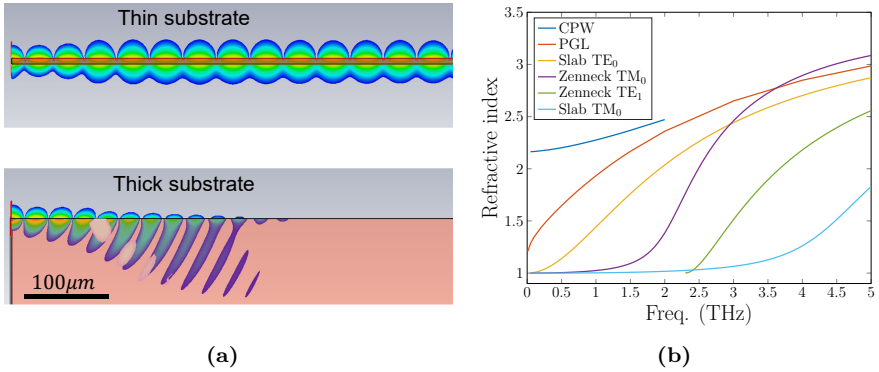 Thin substrate
Thick substrate
100μm
(a)
Refractive index
3.5
3
2.5
2
1.5
1
CPW
PGL
Slab TE₀
Zenneck TM₀
Zenneck TE₁
Slab TM₀
0 0.5 1 1.5 2 2.5 3 3.5 4 4.5 5
Freq. (THz)
(b)